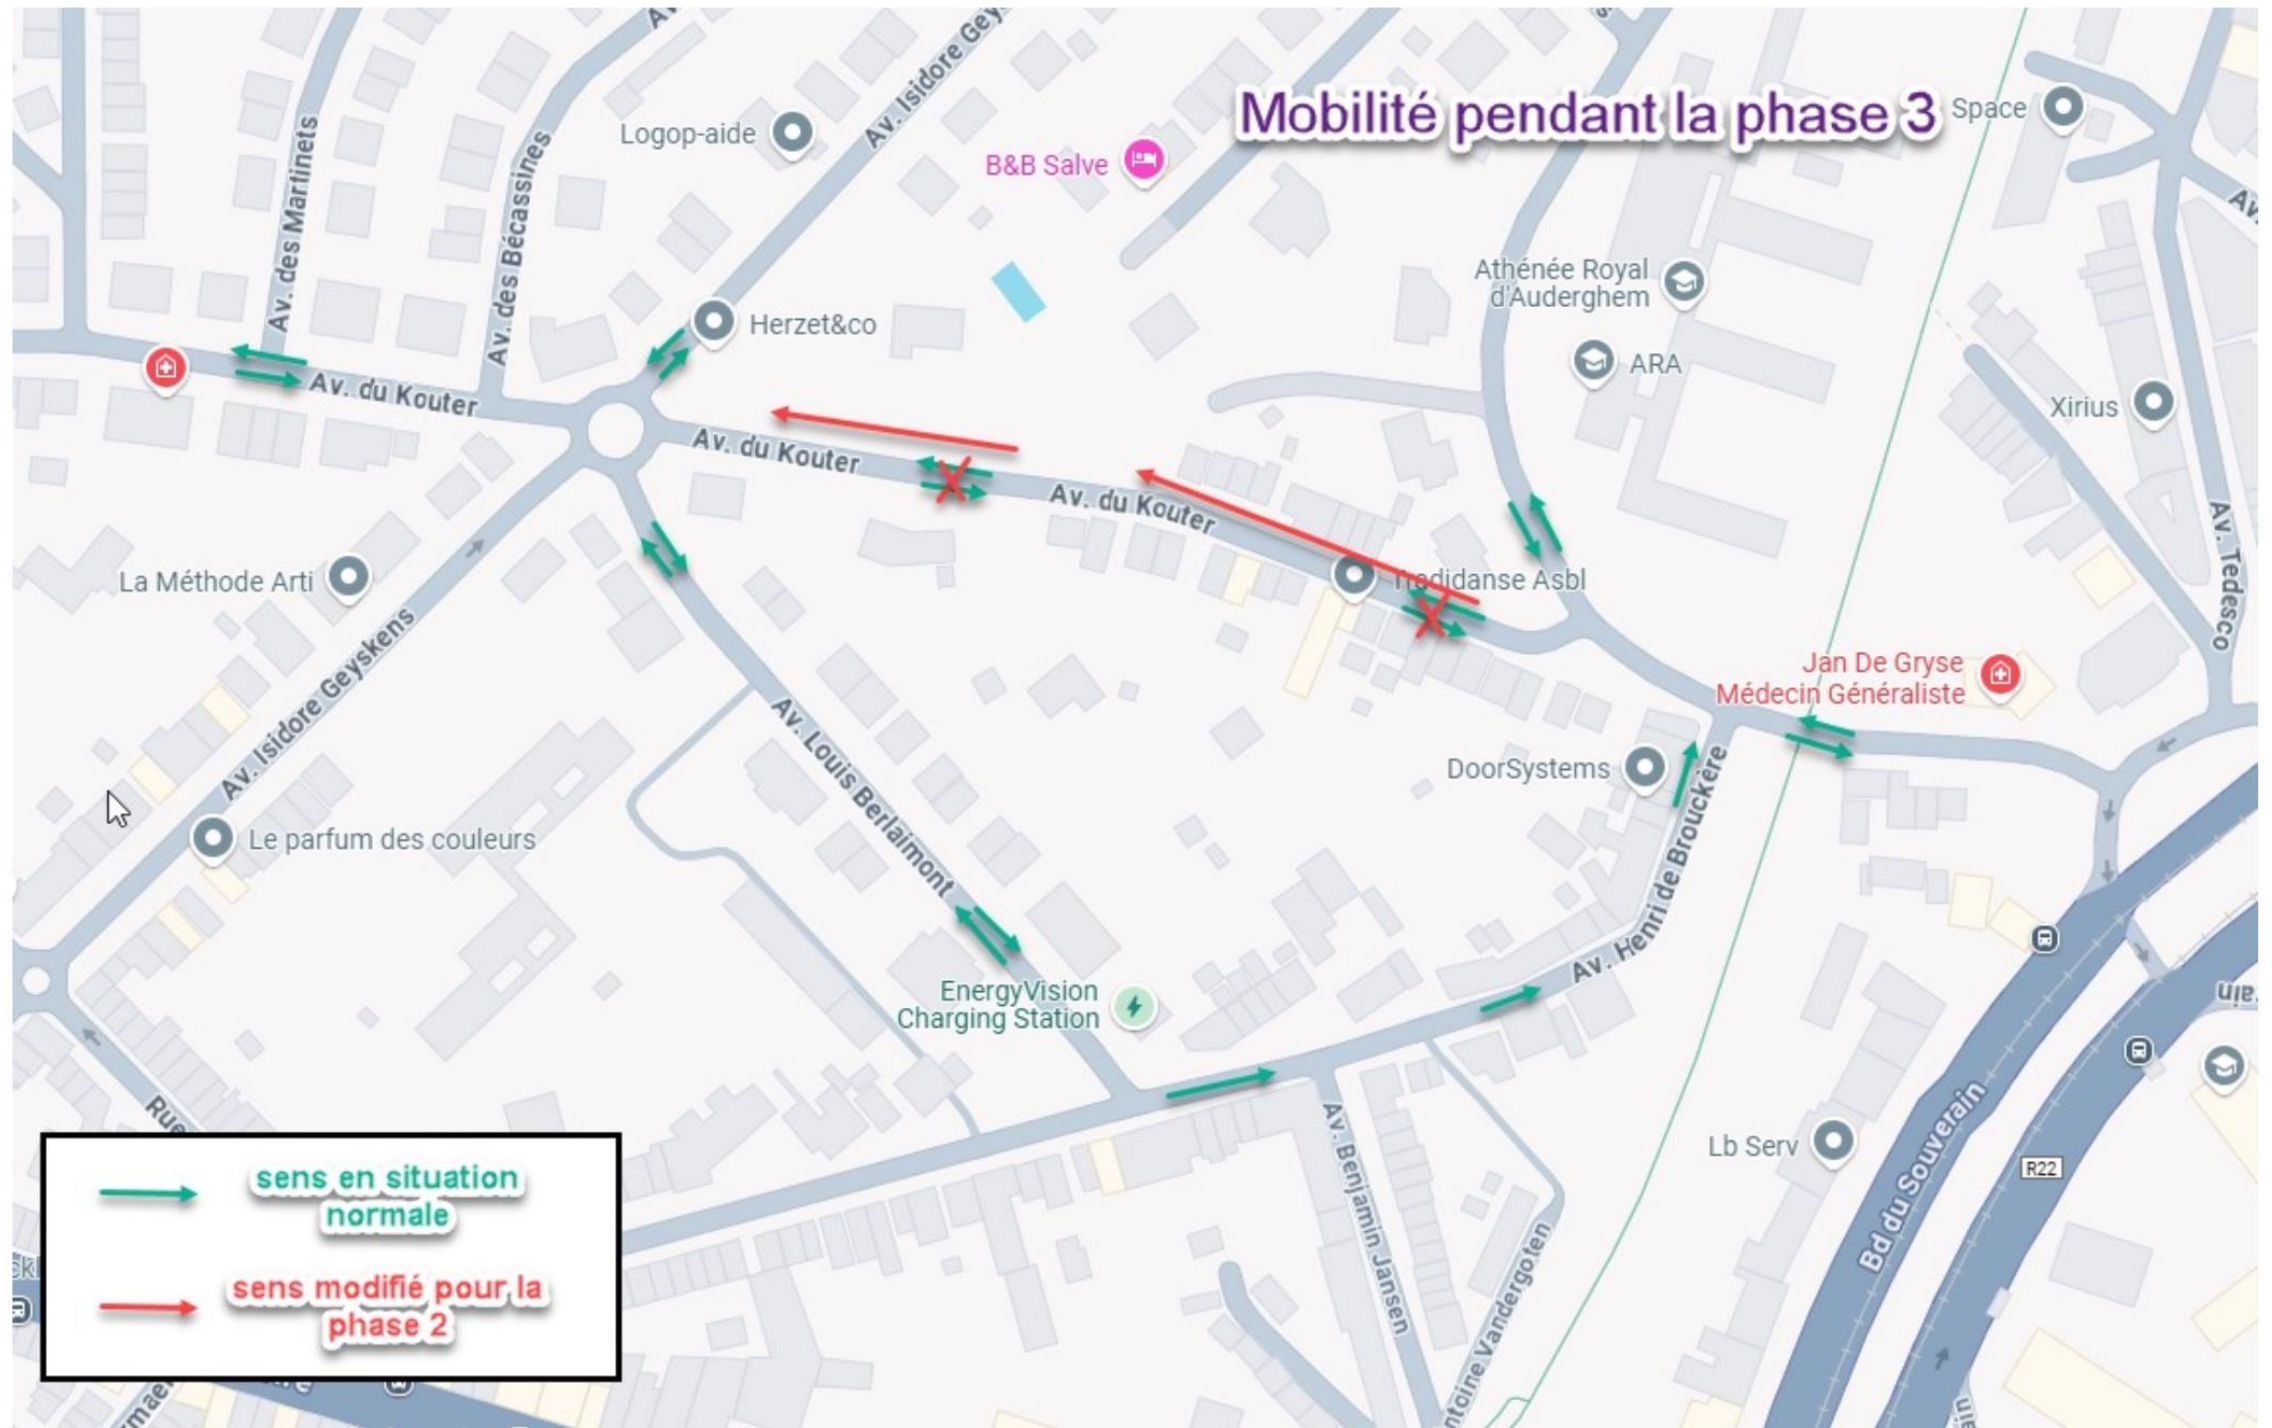 Mobilité pendant la phase 3
Av. Isidore Gey
Logop-aide
B&B Salve
Space
Av. des Martinets
Av. des Bécassines
Athénée Royal
d'Auderghem
ARA
Herzet&co
Xirius
Av. du Kouter
Av. du Kouter
Av. du Kouter
Av. Tedesco
La Méthode Arti
Tradidanse Asbl
Av. Isidore Geyskens
Jan De Gryse
Médecin Généraliste
DoorSystems
Av. Louis Berlaimont
Av. Henri de Brouckère
Le parfum des couleurs
EnergyVision
Charging Station
Rue
Av. Benjamin Jansen
Lb Serv
Bd du Souverain
R22
ntoine Vandergoten
sens en situation
normale
sens modifié pour la
phase 2